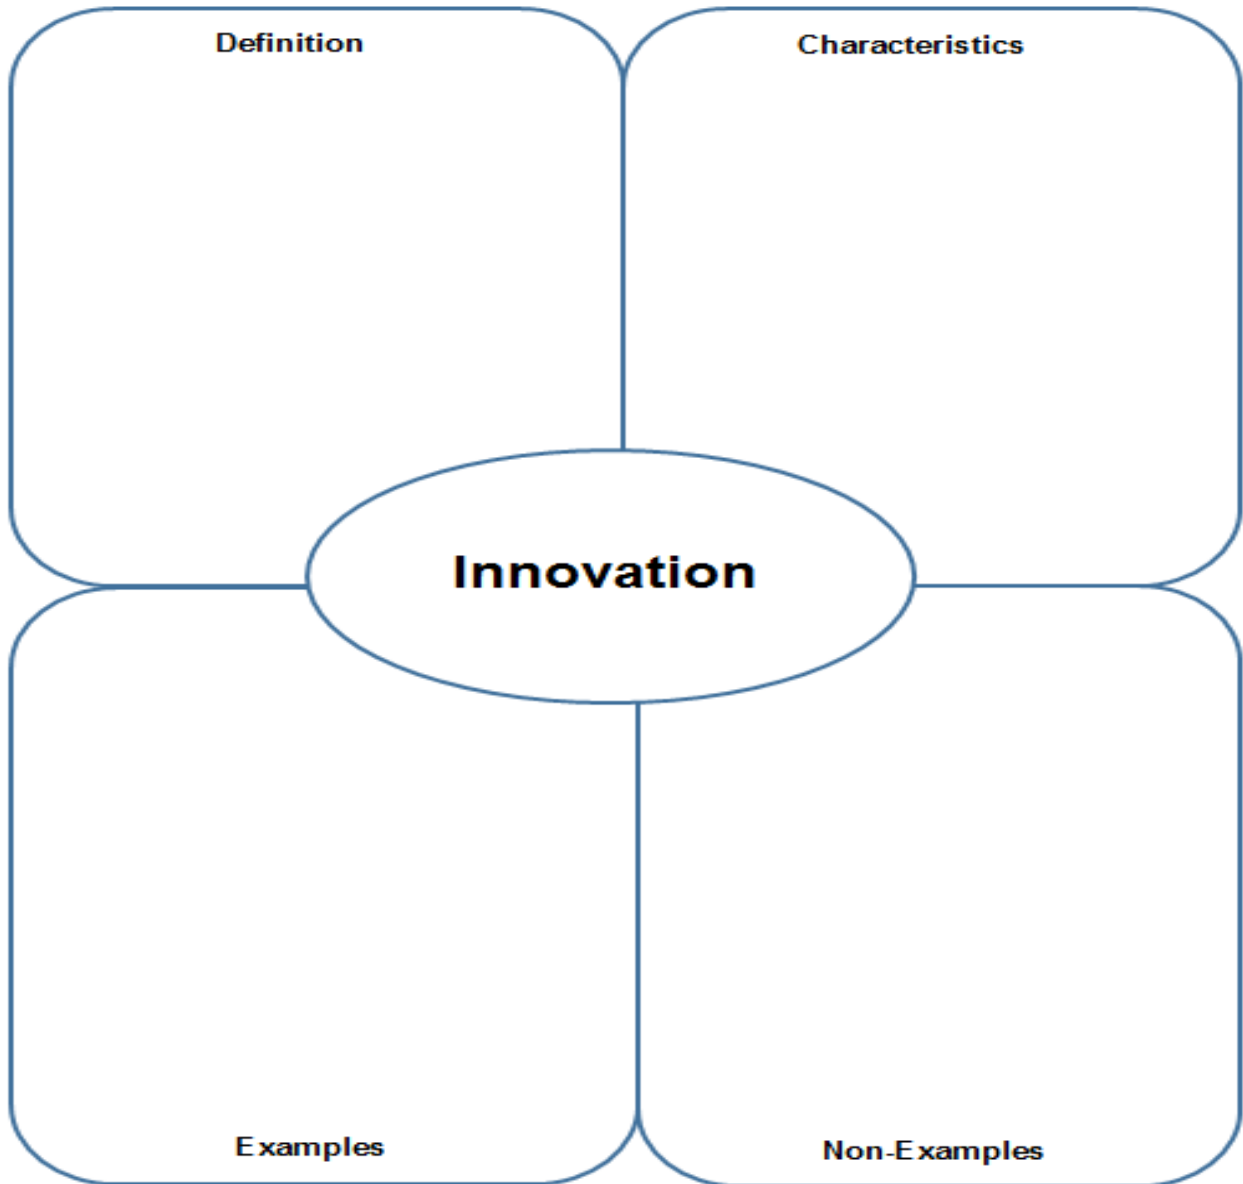 Definition
Characteristics
Innovation
Examples
Non-Examples